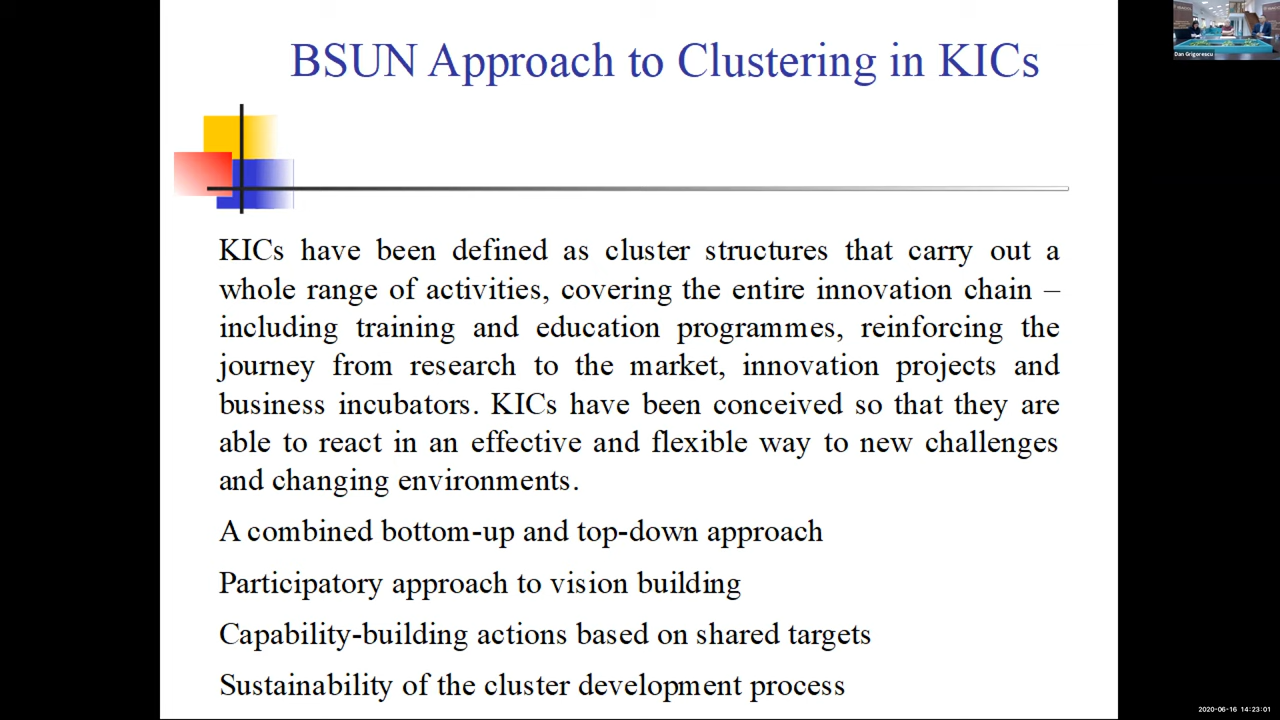 BSUN Approach to Clustering in KICs
Dan Grigorescu
KICs have been defined as cluster structures that carry out a
whole range of activities, covering the entire innovation chain –
including training and education programmes, reinforcing the
journey from research to the market, innovation projects and
business incubators. KICs have been conceived so that they are
able to react in an effective and flexible way to new challenges
and changing environments.
A combined bottom-up and top-down approach
Participatory approach to vision building
Capability-building actions based on shared targets
Sustainability of the cluster development process
2020-06-16 14:23:01